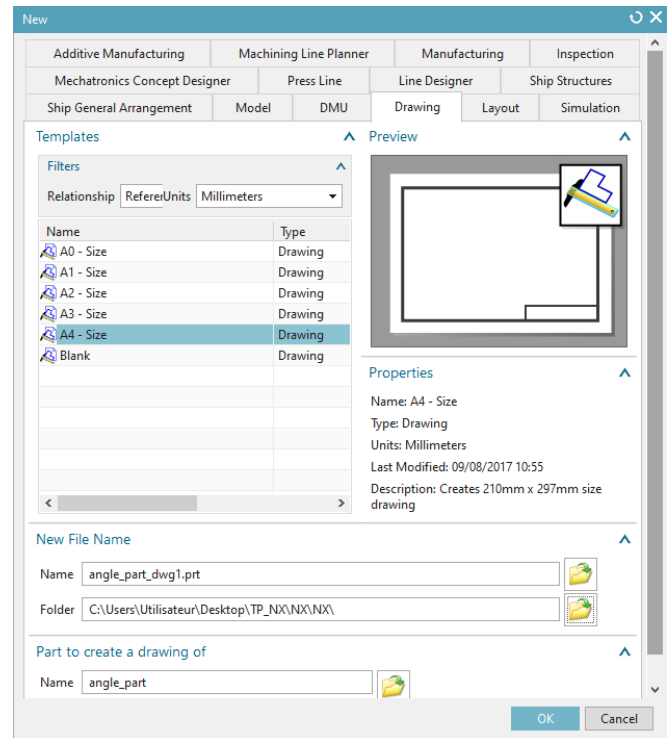 New
Additive Manufacturing Machining Line Planner Manufacturing Inspection
Mechatronics Concept Designer Press Line Line Designer Ship Structures
Ship General Arrangement Model DMU Drawing Layout Simulation
Templates
Filters
Relationship Referer Units Millimeters
Name Type
A0 - Size Drawing
A1 - Size Drawing
A2 - Size Drawing
A3 - Size Drawing
A4 - Size Drawing
Blank Drawing
Preview
Properties
Name: A4 - Size
Type: Drawing
Units: Millimeters
Last Modified: 09/08/2017 10:55
Description: Creates 210mm x 297mm size
drawing
New File Name
Name angle_part_dwg1.prt
Folder C:\Users\Utilisateur\Desktop\TP_NX\NX\NX\
Part to create a drawing of
Name angle_part
OK Cancel